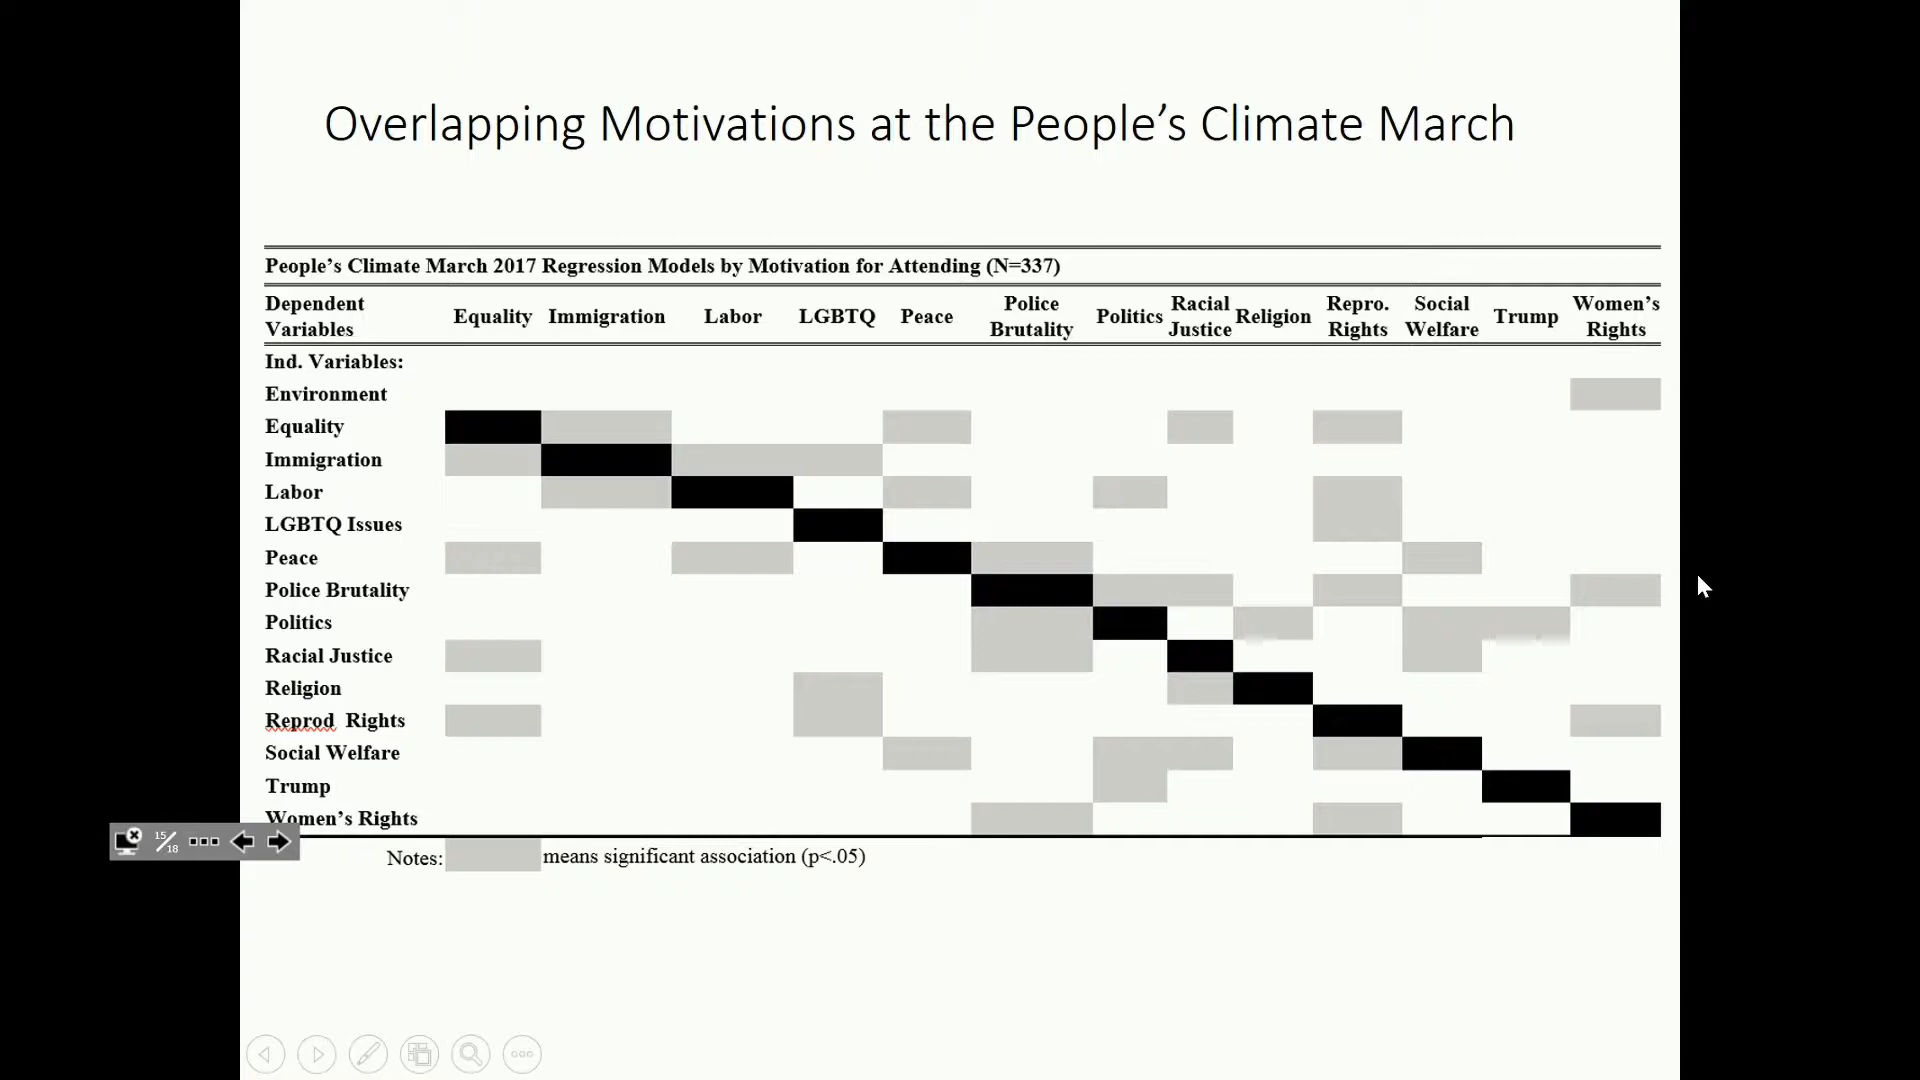 Overlapping Motivations at the People’s Climate March
People’s Climate March 2017 Regression Models by Motivation for Attending (N=337)
Dependent Variables Equality Immigration Labor LGBTQ Peace Police Brutality Politics Racial Justice Religion Repro. Rights Social Welfare Trump Women’s Rights
Ind. Variables:
Environment
Equality
Immigration
Labor
LGBTQ Issues
Peace
Police Brutality
Politics
Racial Justice
Religion
Reprod Rights
Social Welfare
Trump
Women’s Rights
15/18
Notes: means significant association (p<.05)